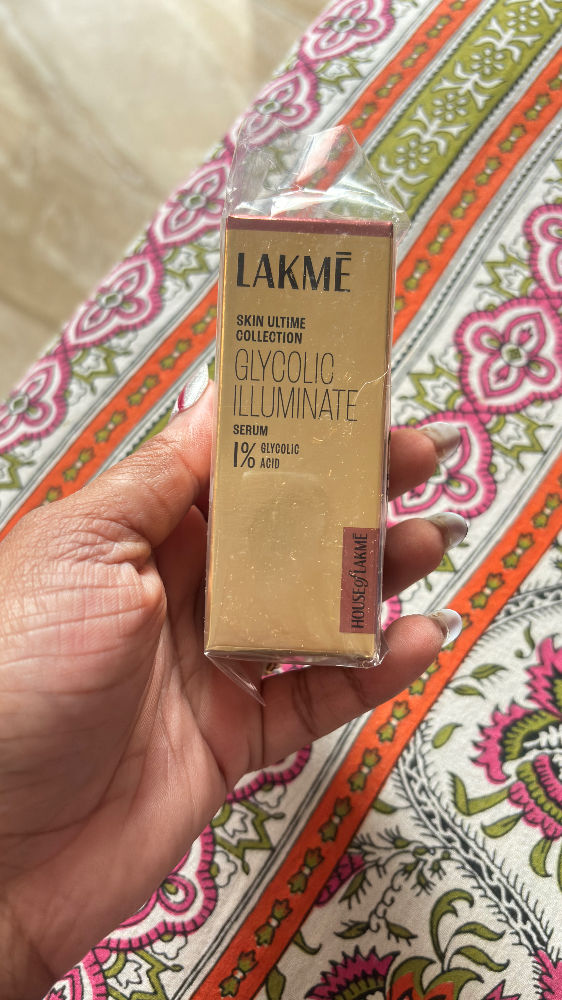 LAKMĒ
SKIN ULTIME
COLLECTION
GLYCOLIC
ILLUMINATE
SERUM
1% GLYCOLIC
ACID
HOUSE of LAKMĒ